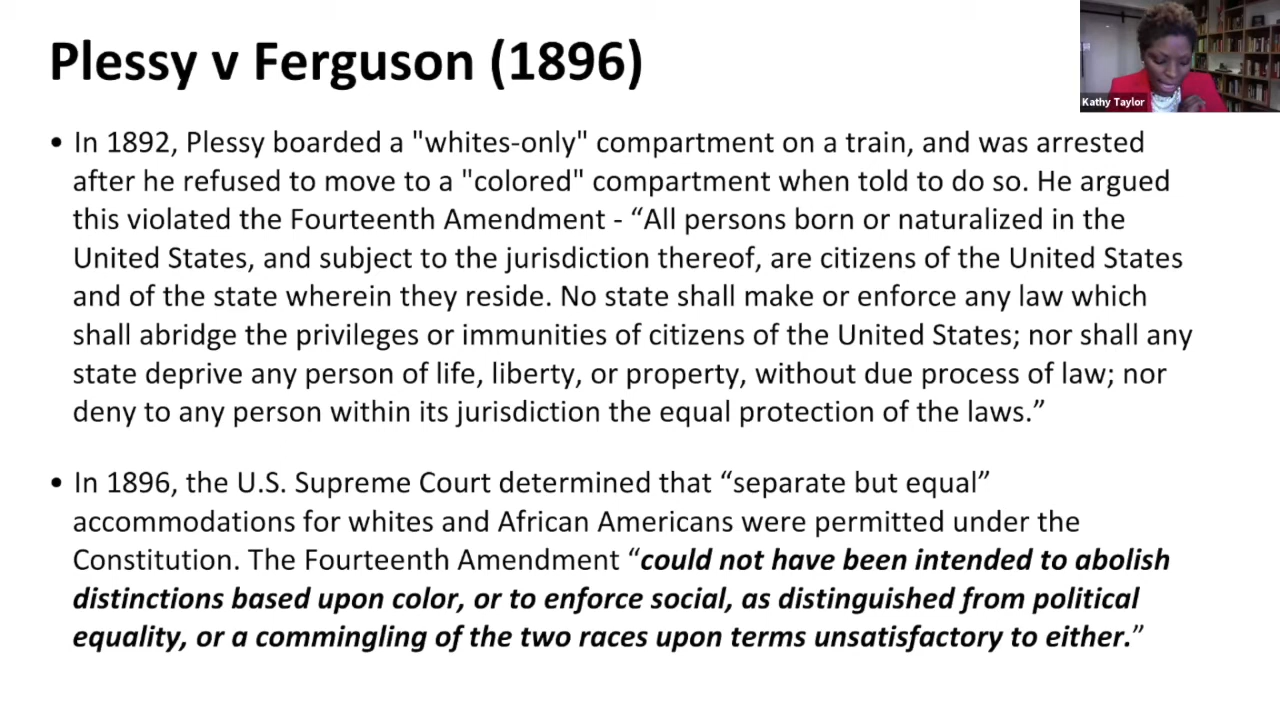 Plessy v Ferguson (1896)
Kathy Taylor
• In 1892, Plessy boarded a "whites-only" compartment on a train, and was arrested
after he refused to move to a "colored" compartment when told to do so. He argued
this violated the Fourteenth Amendment - “All persons born or naturalized in the
United States, and subject to the jurisdiction thereof, are citizens of the United States
and of the state wherein they reside. No state shall make or enforce any law which
shall abridge the privileges or immunities of citizens of the United States; nor shall any
state deprive any person of life, liberty, or property, without due process of law; nor
deny to any person within its jurisdiction the equal protection of the laws.”
• In 1896, the U.S. Supreme Court determined that “separate but equal”
accommodations for whites and African Americans were permitted under the
Constitution. The Fourteenth Amendment “could not have been intended to abolish
distinctions based upon color, or to enforce social, as distinguished from political
equality, or a commingling of the two races upon terms unsatisfactory to either.”